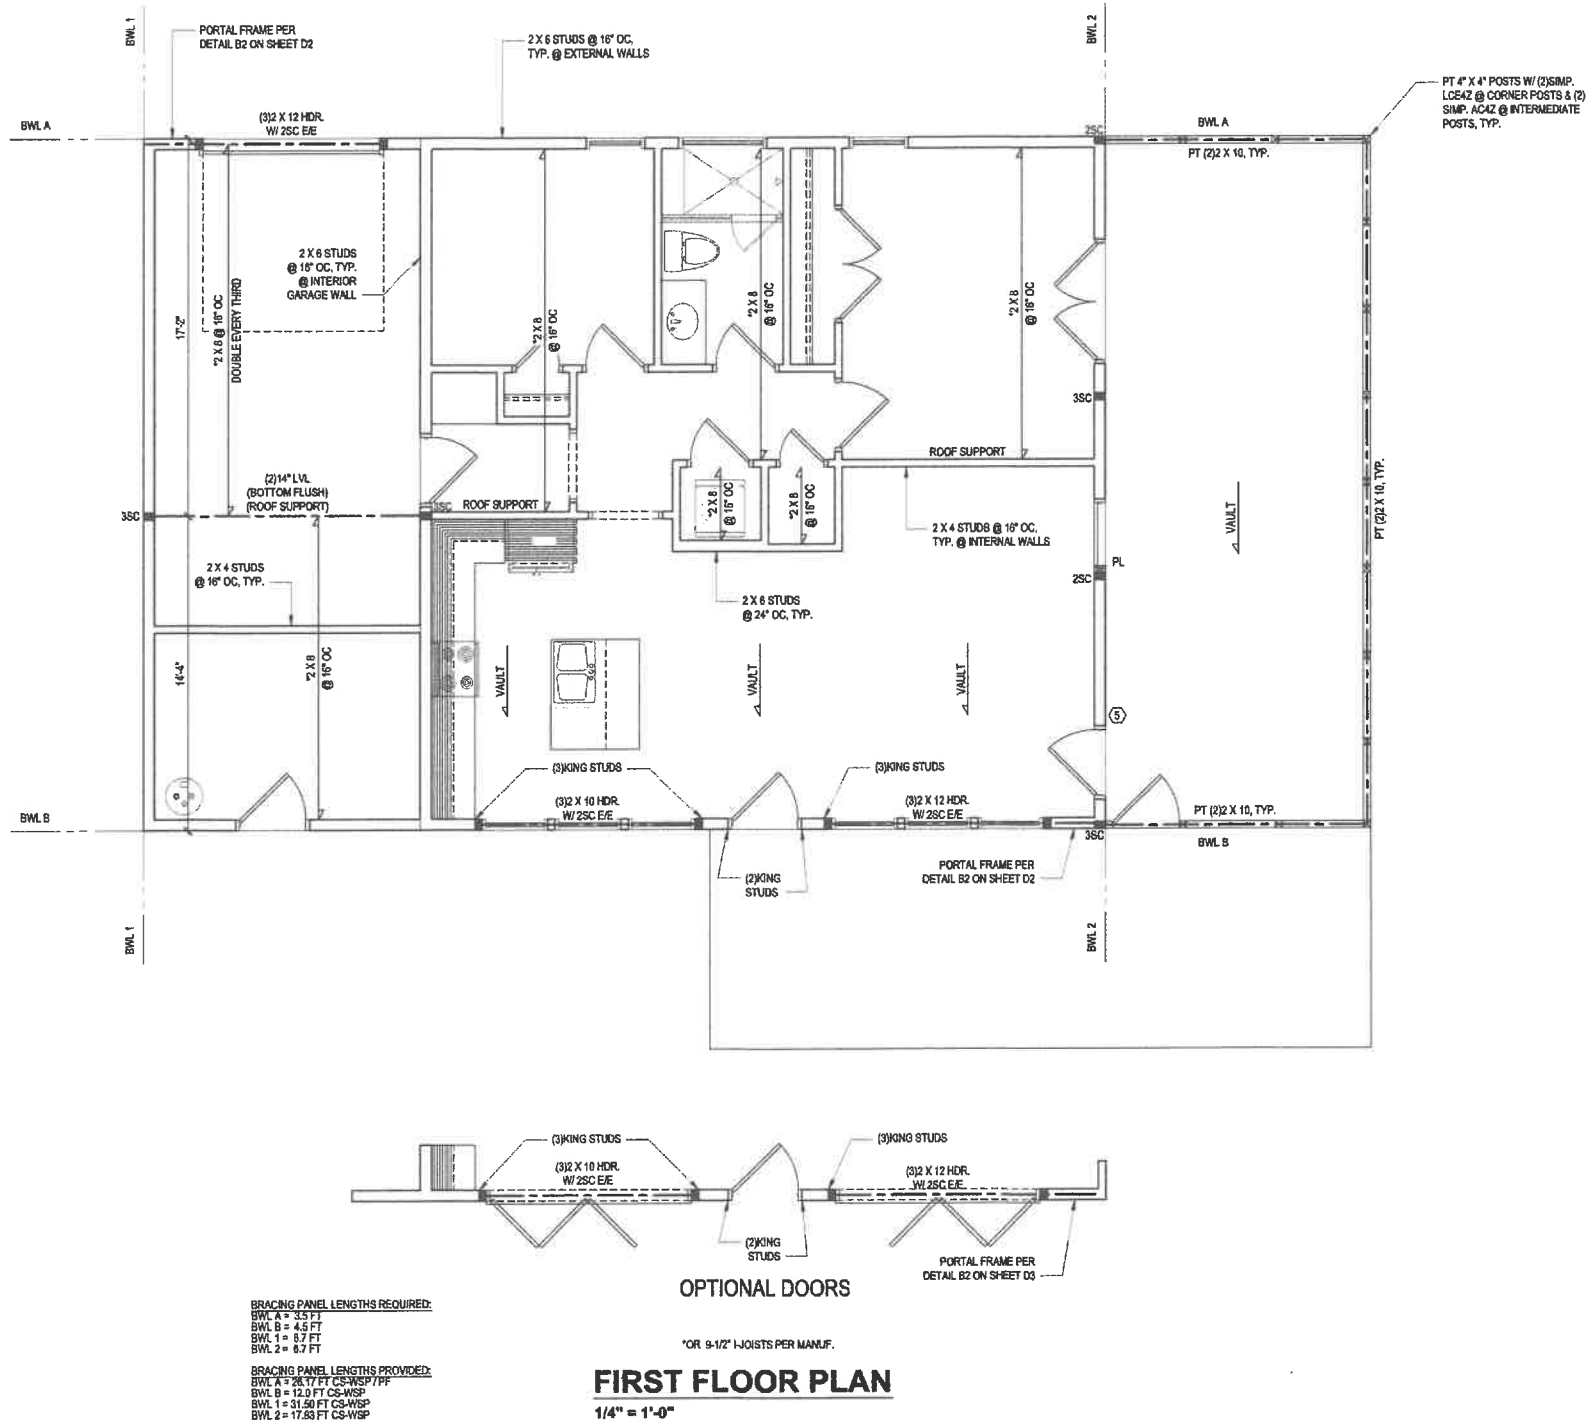 BWL 1
PORTAL FRAME PER
DETAIL B2 ON SHEET D2
2 X 6 STUDS @ 16" OC,
TYP. @ EXTERNAL WALLS
BWL 2
PT 4" X 4" POSTS W/ (2)SIMP.
LCE4Z @ CORNER POSTS & (2)
SIMP. AC4Z @ INTERMEDIATE
POSTS, TYP.
BWL A
(3)2 X 12 HDR.
W/ 2SC E/E
2SC
BWL A
PT (2)2 X 10, TYP.
2 X 6 STUDS
@ 16" OC, TYP.
@ INTERIOR
GARAGE WALL
17'-2"
*2 X 8 @ 16" OC
DOUBLE EVERY THIRD
*2 X 8
@ 16" OC
*2 X 8
@ 16" OC
*2 X 8
@ 16" OC
3SC
ROOF SUPPORT
(2)14" LVL
(BOTTOM FLUSH)
(ROOF SUPPORT)
3SC
3SC
ROOF SUPPORT
*2 X 8
@ 16" OC
*2 X 8
@ 16" OC
2 X 4 STUDS @ 16" OC,
TYP. @ INTERNAL WALLS
VAULT
PT (2)2 X 10, TYP.
PL
2SC
2 X 4 STUDS
@ 16" OC, TYP.
2 X 6 STUDS
@ 24" OC, TYP.
14'-4"
*2 X 8
@ 16" OC
VAULT
VAULT
VAULT
5
(3)KING STUDS
(3)KING STUDS
(3)2 X 10 HDR.
W/ 2SC E/E
(3)2 X 12 HDR.
W/ 2SC E/E
PT (2)2 X 10, TYP.
BWL B
3SC
BWL B
(2)KING
STUDS
PORTAL FRAME PER
DETAIL B2 ON SHEET D2
BWL 1
BWL 2
(3)KING STUDS
(3)KING STUDS
(3)2 X 10 HDR.
W/ 2SC E/E
(3)2 X 12 HDR.
W/ 2SC E/E
(2)KING
STUDS
PORTAL FRAME PER
DETAIL B2 ON SHEET D3
OPTIONAL DOORS
BRACING PANEL LENGTHS REQUIRED:
BWL A = 3.5 FT
BWL B = 4.5 FT
BWL 1 = 6.7 FT
BWL 2 = 6.7 FT
BRACING PANEL LENGTHS PROVIDED:
BWL A = 26.17 FT CS-WSP / PF
BWL B = 12.0 FT CS-WSP
BWL 1 = 31.50 FT CS-WSP
BWL 2 = 17.83 FT CS-WSP
*OR 9-1/2" I-JOISTS PER MANUF.
FIRST FLOOR PLAN
1/4" = 1'-0"